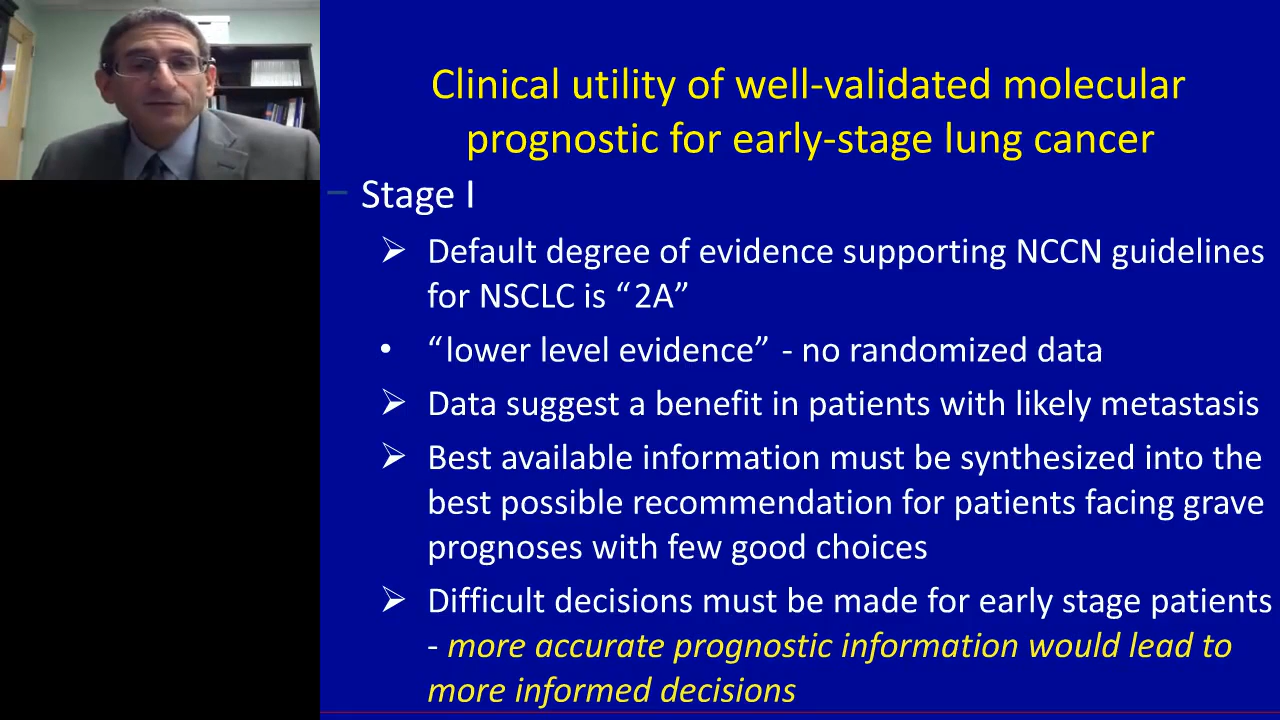 Clinical utility of well-validated molecular
prognostic for early-stage lung cancer
– Stage I
➢ Default degree of evidence supporting NCCN guidelines
for NSCLC is “2A”
• “lower level evidence” - no randomized data
➢ Data suggest a benefit in patients with likely metastasis
➢ Best available information must be synthesized into the
best possible recommendation for patients facing grave
prognoses with few good choices
➢ Difficult decisions must be made for early stage patients
- more accurate prognostic information would lead to
more informed decisions